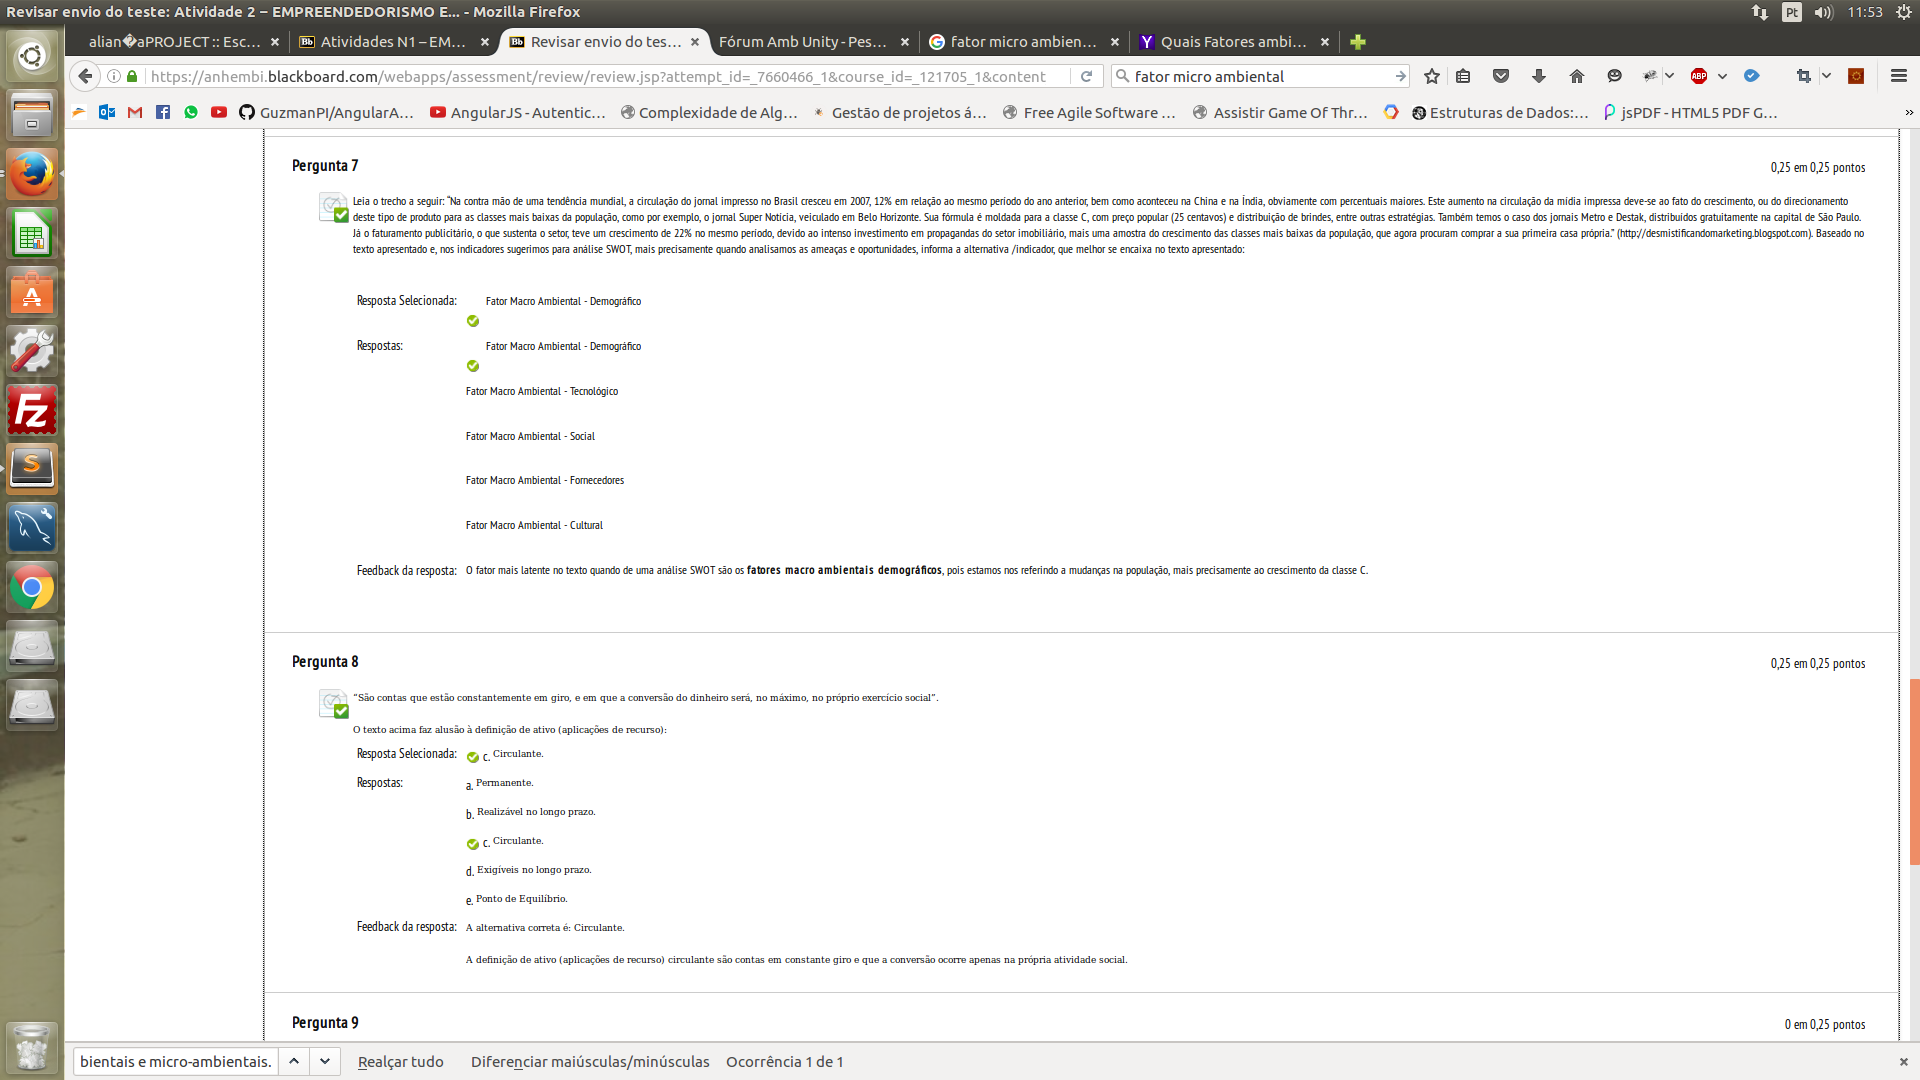 Revisar envio do teste: Atividade 2 – EMPREENDEDORISMO E... - Mozilla Firefox
Pt
11:53
alian�aPROJECT :: Esc...
Atividades N1 – EM...
Revisar envio do tes...
Fórum Amb Unity - Pes...
fator micro ambien...
Quais Fatores ambi...
https://anhembi.blackboard.com/webapps/assessment/review/review.jsp?attempt_id=_7660466_1&course_id=_121705_1&content
fator micro ambiental
ABP
GuzmanPI/AngularA...
AngularJS - Autentic...
Complexidade de Alg...
Gestão de projetos á...
Free Agile Software ...
Assistir Game Of Thr...
Estruturas de Dados:...
jsPDF - HTML5 PDF G...
Pergunta 7
0,25 em 0,25 pontos
Leia o trecho a seguir: "Na contra mão de uma tendência mundial, a circulação do jornal impresso no Brasil cresceu em 2007, 12% em relação ao mesmo período do ano anterior, bem como aconteceu na China e na Índia, obviamente com percentuais maiores. Este aumento na circulação da mídia impressa deve-se ao fato do crescimento, ou do direcionamento
deste tipo de produto para as classes mais baixas da população, como por exemplo, o jornal Super Notícia, veiculado em Belo Horizonte. Sua fórmula é moldada para a classe C, com preço popular (25 centavos) e distribuição de brindes, entre outras estratégias. Também temos o caso dos jornais Metro e Destak, distribuídos gratuitamente na capital de São Paulo.
Já o faturamento publicitário, o que sustenta o setor, teve um crescimento de 22% no mesmo período, devido ao intenso investimento em propagandas do setor imobiliário, mais uma amostra do crescimento das classes mais baixas da população, que agora procuram comprar a sua primeira casa própria." (http://desmistificandomarketing.blogspot.com). Baseado no
texto apresentado e, nos indicadores sugerimos para análise SWOT, mais precisamente quando analisamos as ameaças e oportunidades, informa a alternativa /indicador, que melhor se encaixa no texto apresentado:
Resposta Selecionada: Fator Macro Ambiental - Demográfico
Respostas: Fator Macro Ambiental - Demográfico
Fator Macro Ambiental - Tecnológico
Fator Macro Ambiental - Social
Fator Macro Ambiental - Fornecedores
Fator Macro Ambiental - Cultural
Feedback da resposta: O fator mais latente no texto quando de uma análise SWOT são os fatores macro ambientais demográficos, pois estamos nos referindo a mudanças na população, mais precisamente ao crescimento da classe C.
Pergunta 8
0,25 em 0,25 pontos
"São contas que estão constantemente em giro, e em que a conversão do dinheiro será, no máximo, no próprio exercício social".
O texto acima faz alusão à definição de ativo (aplicações de recurso):
Resposta Selecionada: c. Circulante.
Respostas: a. Permanente.
b. Realizável no longo prazo.
c. Circulante.
d. Exigíveis no longo prazo.
e. Ponto de Equilíbrio.
Feedback da resposta: A alternativa correta é: Circulante.
A definição de ativo (aplicações de recurso) circulante são contas em constante giro e que a conversão ocorre apenas na própria atividade social.
Pergunta 9
0 em 0,25 pontos
bientais e micro-ambientais.
Realçar tudo
Diferenciar maiúsculas/minúsculas
Ocorrência 1 de 1